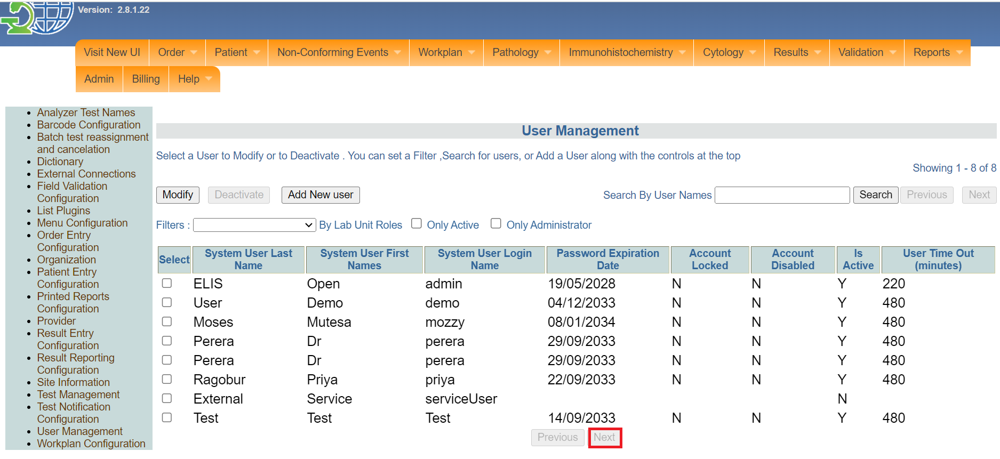 Version: 2.8.1.22
Visit New UI Order Patient Non-Conforming Events Workplan Pathology Immunohistochemistry Cytology Results Validation Reports
Admin Billing Help
Analyzer Test Names
Barcode Configuration
Batch test reassignment
and cancelation
Dictionary
External Connections
Field Validation
Configuration
List Plugins
Menu Configuration
Order Entry
Configuration
Organization
Patient Entry
Configuration
Printed Reports
Configuration
Provider
Result Entry
Configuration
Result Reporting
Configuration
Site Information
Test Management
Test Notification
Configuration
User Management
Workplan Configuration
User Management
Select a User to Modify or to Deactivate . You can set a Filter ,Search for users, or Add a User along with the controls at the top
Showing 1 - 8 of 8
Modify Deactivate Add New user Search By User Names Search Previous Next
Filters : By Lab Unit Roles Only Active Only Administrator
Select System User Last Name System User First Names System User Login Name Password Expiration Date Account Locked Account Disabled Is Active User Time Out (minutes)
ELIS Open admin 19/05/2028 N N Y 220
User Demo demo 04/12/2033 N N Y 480
Moses Mutesa mozzy 08/01/2034 N N Y 480
Perera Dr perera 29/09/2033 N N Y 480
Perera Dr perera 29/09/2033 N N Y 480
Ragobur Priya priya 22/09/2033 N N Y 480
External Service serviceUser N
Test Test Test 14/09/2033 N N Y 480
Previous Next